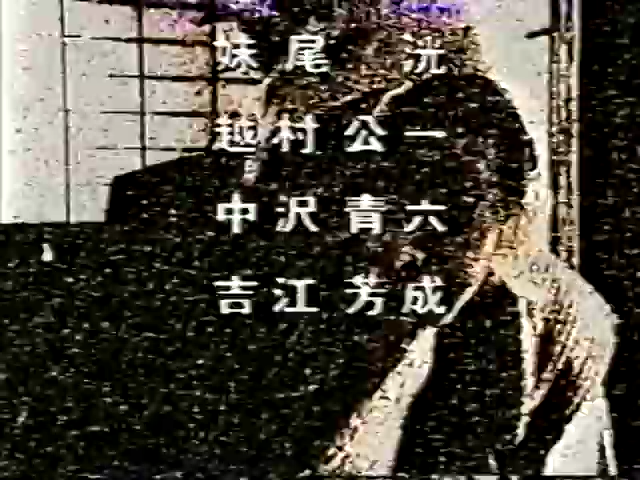 妹尾 洸
越村公一
中沢青六
吉江芳成